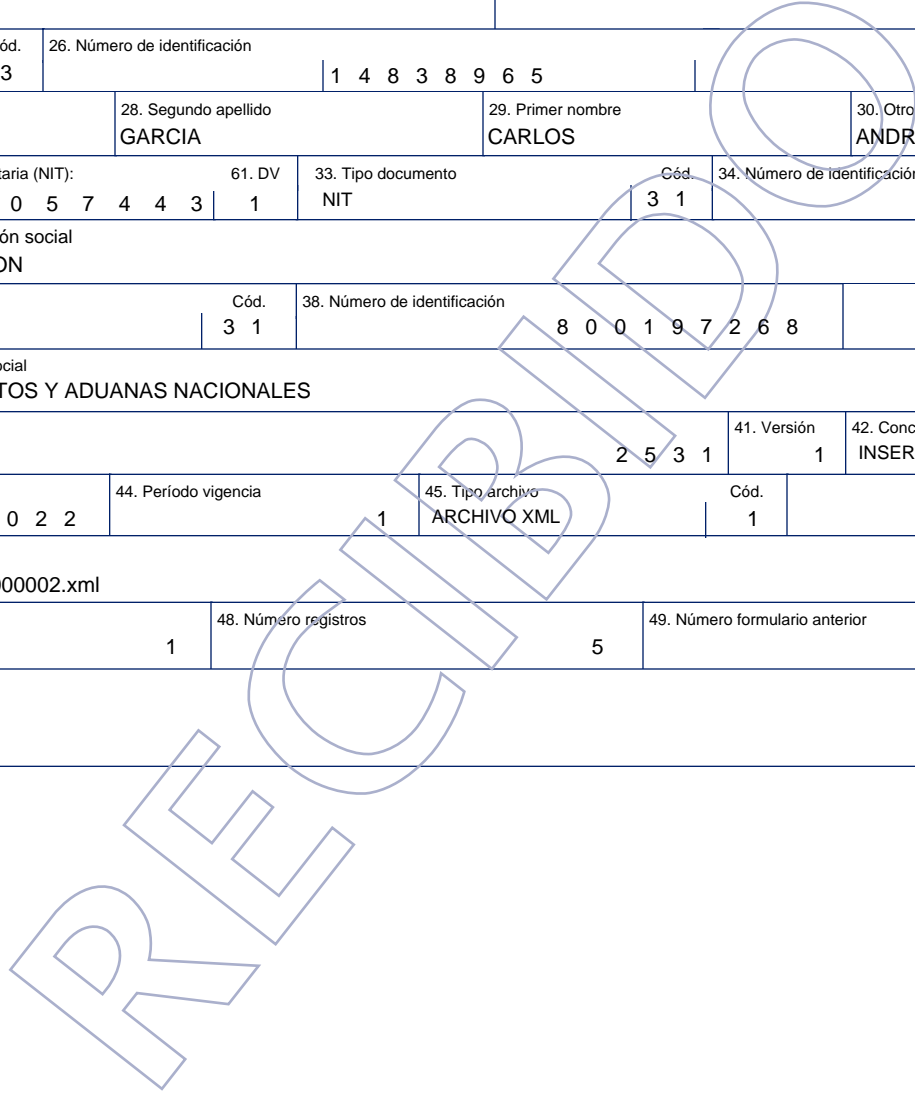 ód. 26. Número de identificación
3 1 4 8 3 8 9 6 5
28. Segundo apellido 29. Primer nombre 30. Otro
GARCIA CARLOS ANDR
taria (NIT): 61. DV 33. Tipo documento Cód. 34. Número de identificación
0 5 7 4 4 3 1 NIT 3 1
ón social
ON
Cód. 38. Número de identificación
3 1 8 0 0 1 9 7 2 6 8
ocial
TOS Y ADUANAS NACIONALES
41. Versión 42. Conc
2 5 3 1 1 INSER
44. Período vigencia 45. Tipo archivo Cód.
0 2 2 1 ARCHIVO XML 1
000002.xml
48. Número registros 49. Número formulario anterior
1 5
RECIBIDO